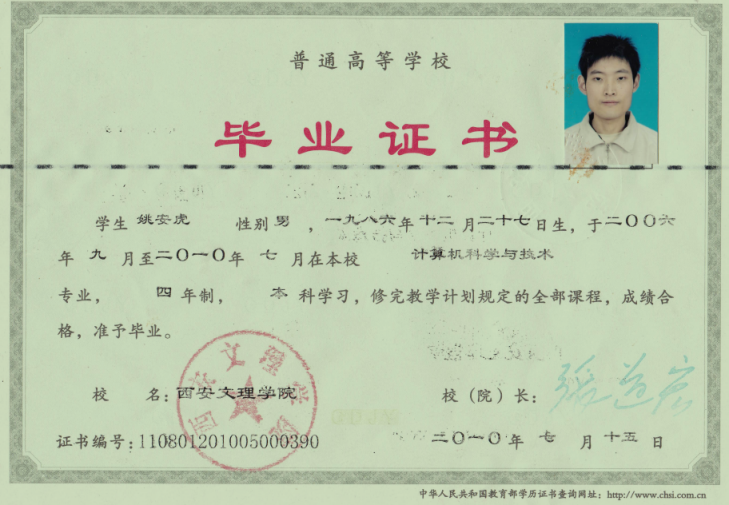 普通高等学校
毕业证书
学生 姚安虎 性别 男 ，一九八六年十二月二十七日生，于二〇〇六
年 九 月至二〇一〇年 七 月在本校 计算机科学与技术
专业， 四 年制， 本 科学习，修完教学计划规定的全部课程，成绩合
格，准予毕业。
校 名：西安文理学院 校（院）长：
证书编号：110801201005000390 二〇一〇年 七 月 十五 日
西安文理学院
中华人民共和国教育部学历证书查询网址：http://www.chsi.com.cn